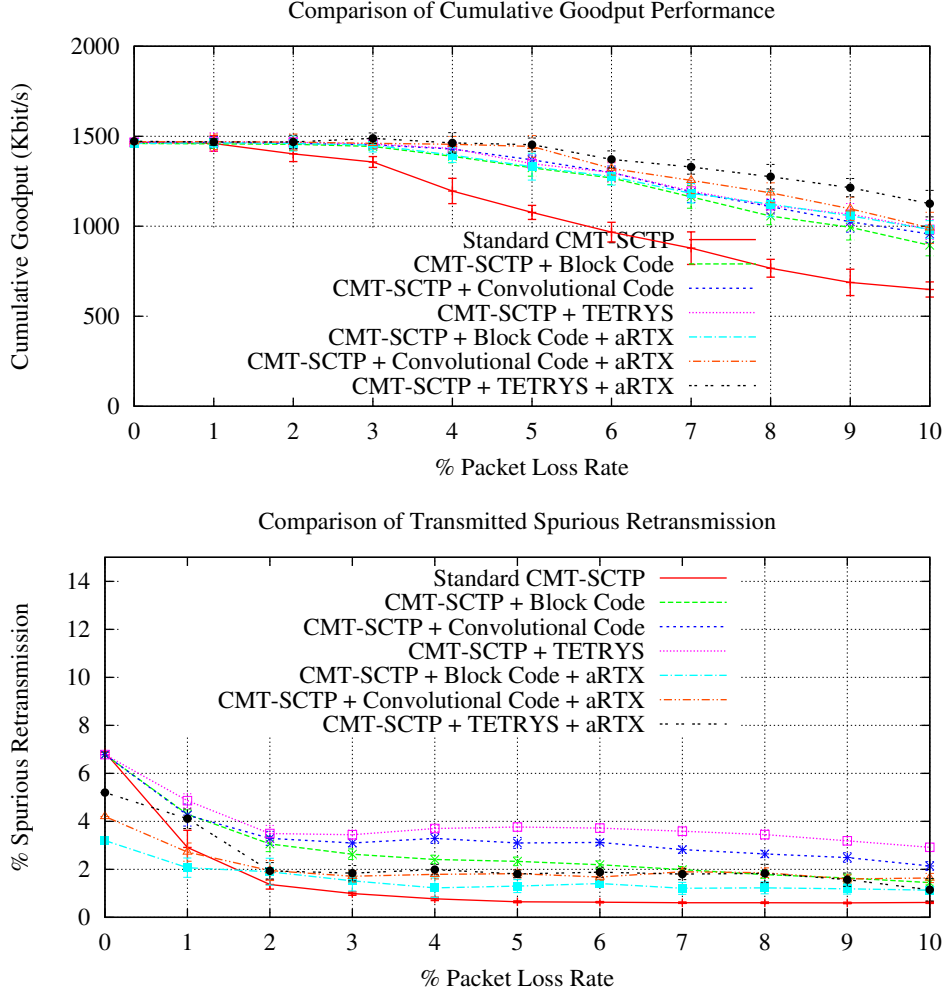 Comparison of Cumulative Goodput Performance
2000
1500
1000
500
0
Cumulative Goodput (Kbit/s)
Standard CMT-SCTP
CMT-SCTP + Block Code
CMT-SCTP + Convolutional Code
CMT-SCTP + TETRYS
CMT-SCTP + Block Code + aRTX
CMT-SCTP + Convolutional Code + aRTX
CMT-SCTP + TETRYS + aRTX
0 1 2 3 4 5 6 7 8 9 10
% Packet Loss Rate
Comparison of Transmitted Spurious Retransmission
14
12
10
8
6
4
2
0
% Spurious Retransmission
Standard CMT-SCTP
CMT-SCTP + Block Code
CMT-SCTP + Convolutional Code
CMT-SCTP + TETRYS
CMT-SCTP + Block Code + aRTX
CMT-SCTP + Convolutional Code + aRTX
CMT-SCTP + TETRYS + aRTX
0 1 2 3 4 5 6 7 8 9 10
% Packet Loss Rate